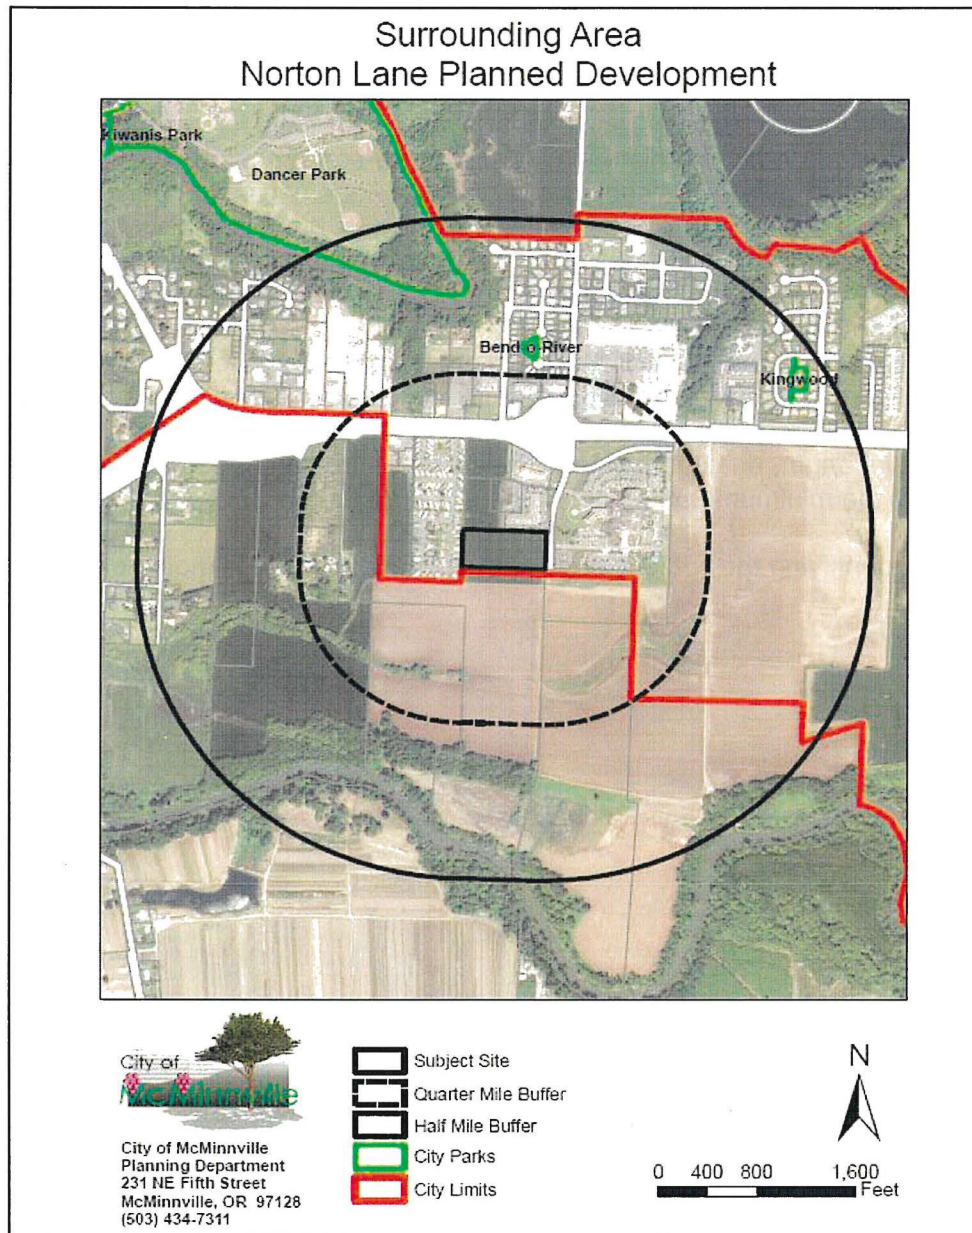 Surrounding Area
Norton Lane Planned Development
Kiwanis Park
Dancer Park
Bend-o-River
Kingwood
City of
McMinnville
City of McMinnville
Planning Department
231 NE Fifth Street
McMinnville, OR 97128
(503) 434-7311
Subject Site
Quarter Mile Buffer
Half Mile Buffer
City Parks
City Limits
N
0 400 800 1,600
Feet